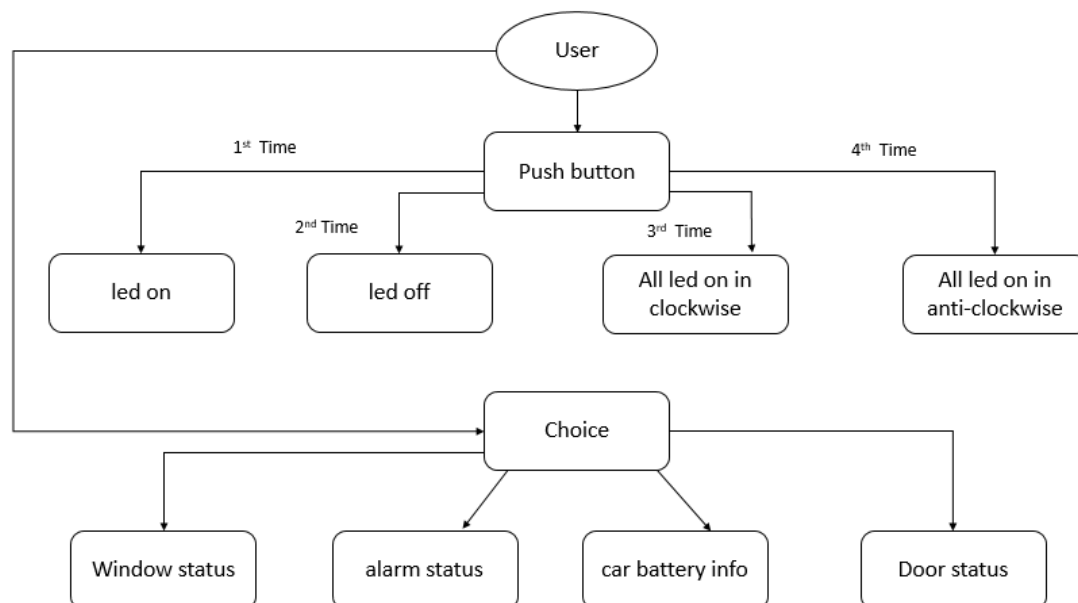 User
1st Time
4th Time
Push button
2nd Time
3rd Time
led on
led off
All led on in
clockwise
All led on in
anti-clockwise
Choice
Window status
alarm status
car battery info
Door status